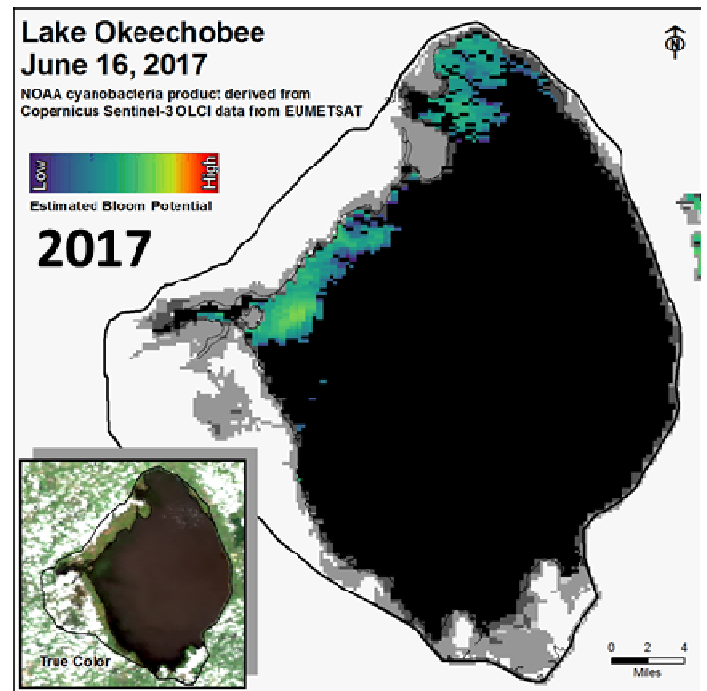 Lake Okeechobee
June 16, 2017
NOAA cyanobacteria product derived from
Copernicus Sentinel-3 OLCI data from EUMETSAT
N
Low High
Estimated Bloom Potential
2017
True Color
0 2 4
Miles